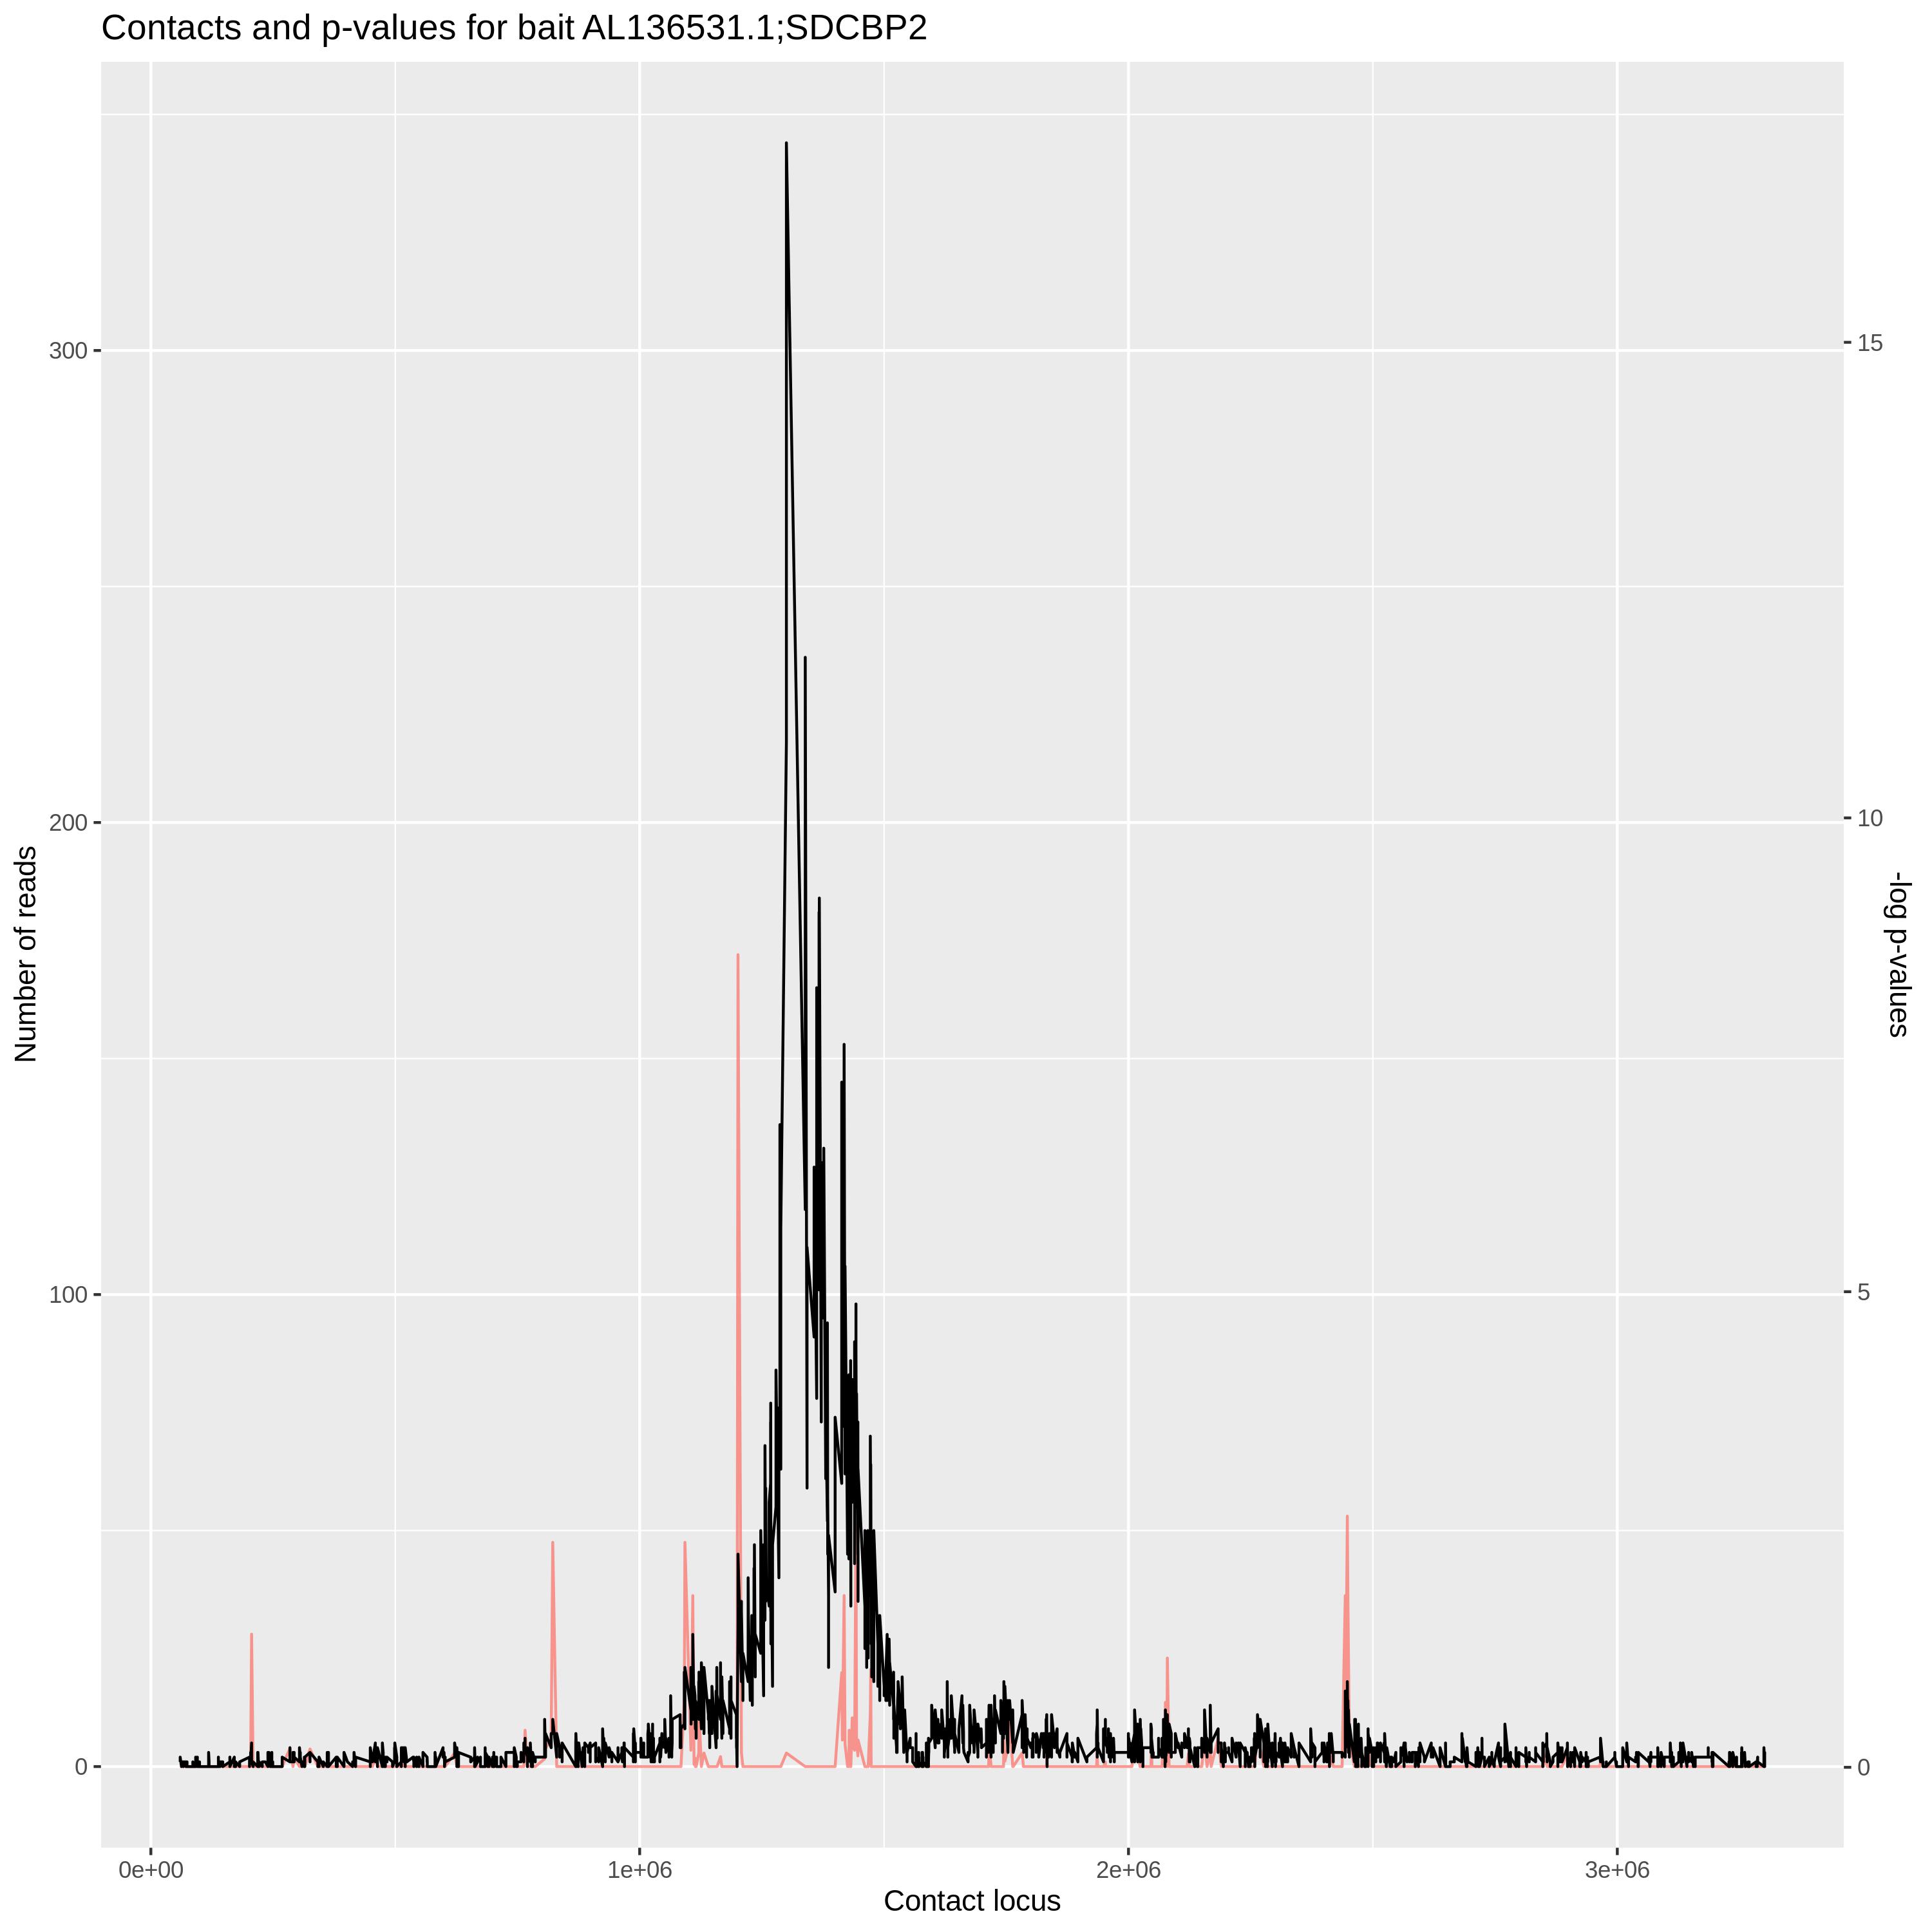 Contacts and p-values for bait AL136531.1;SDCBP2
300
200
100
0
Number of reads
15
10
5
0
-log p-values
0e+00
1e+06
2e+06
3e+06
Contact locus